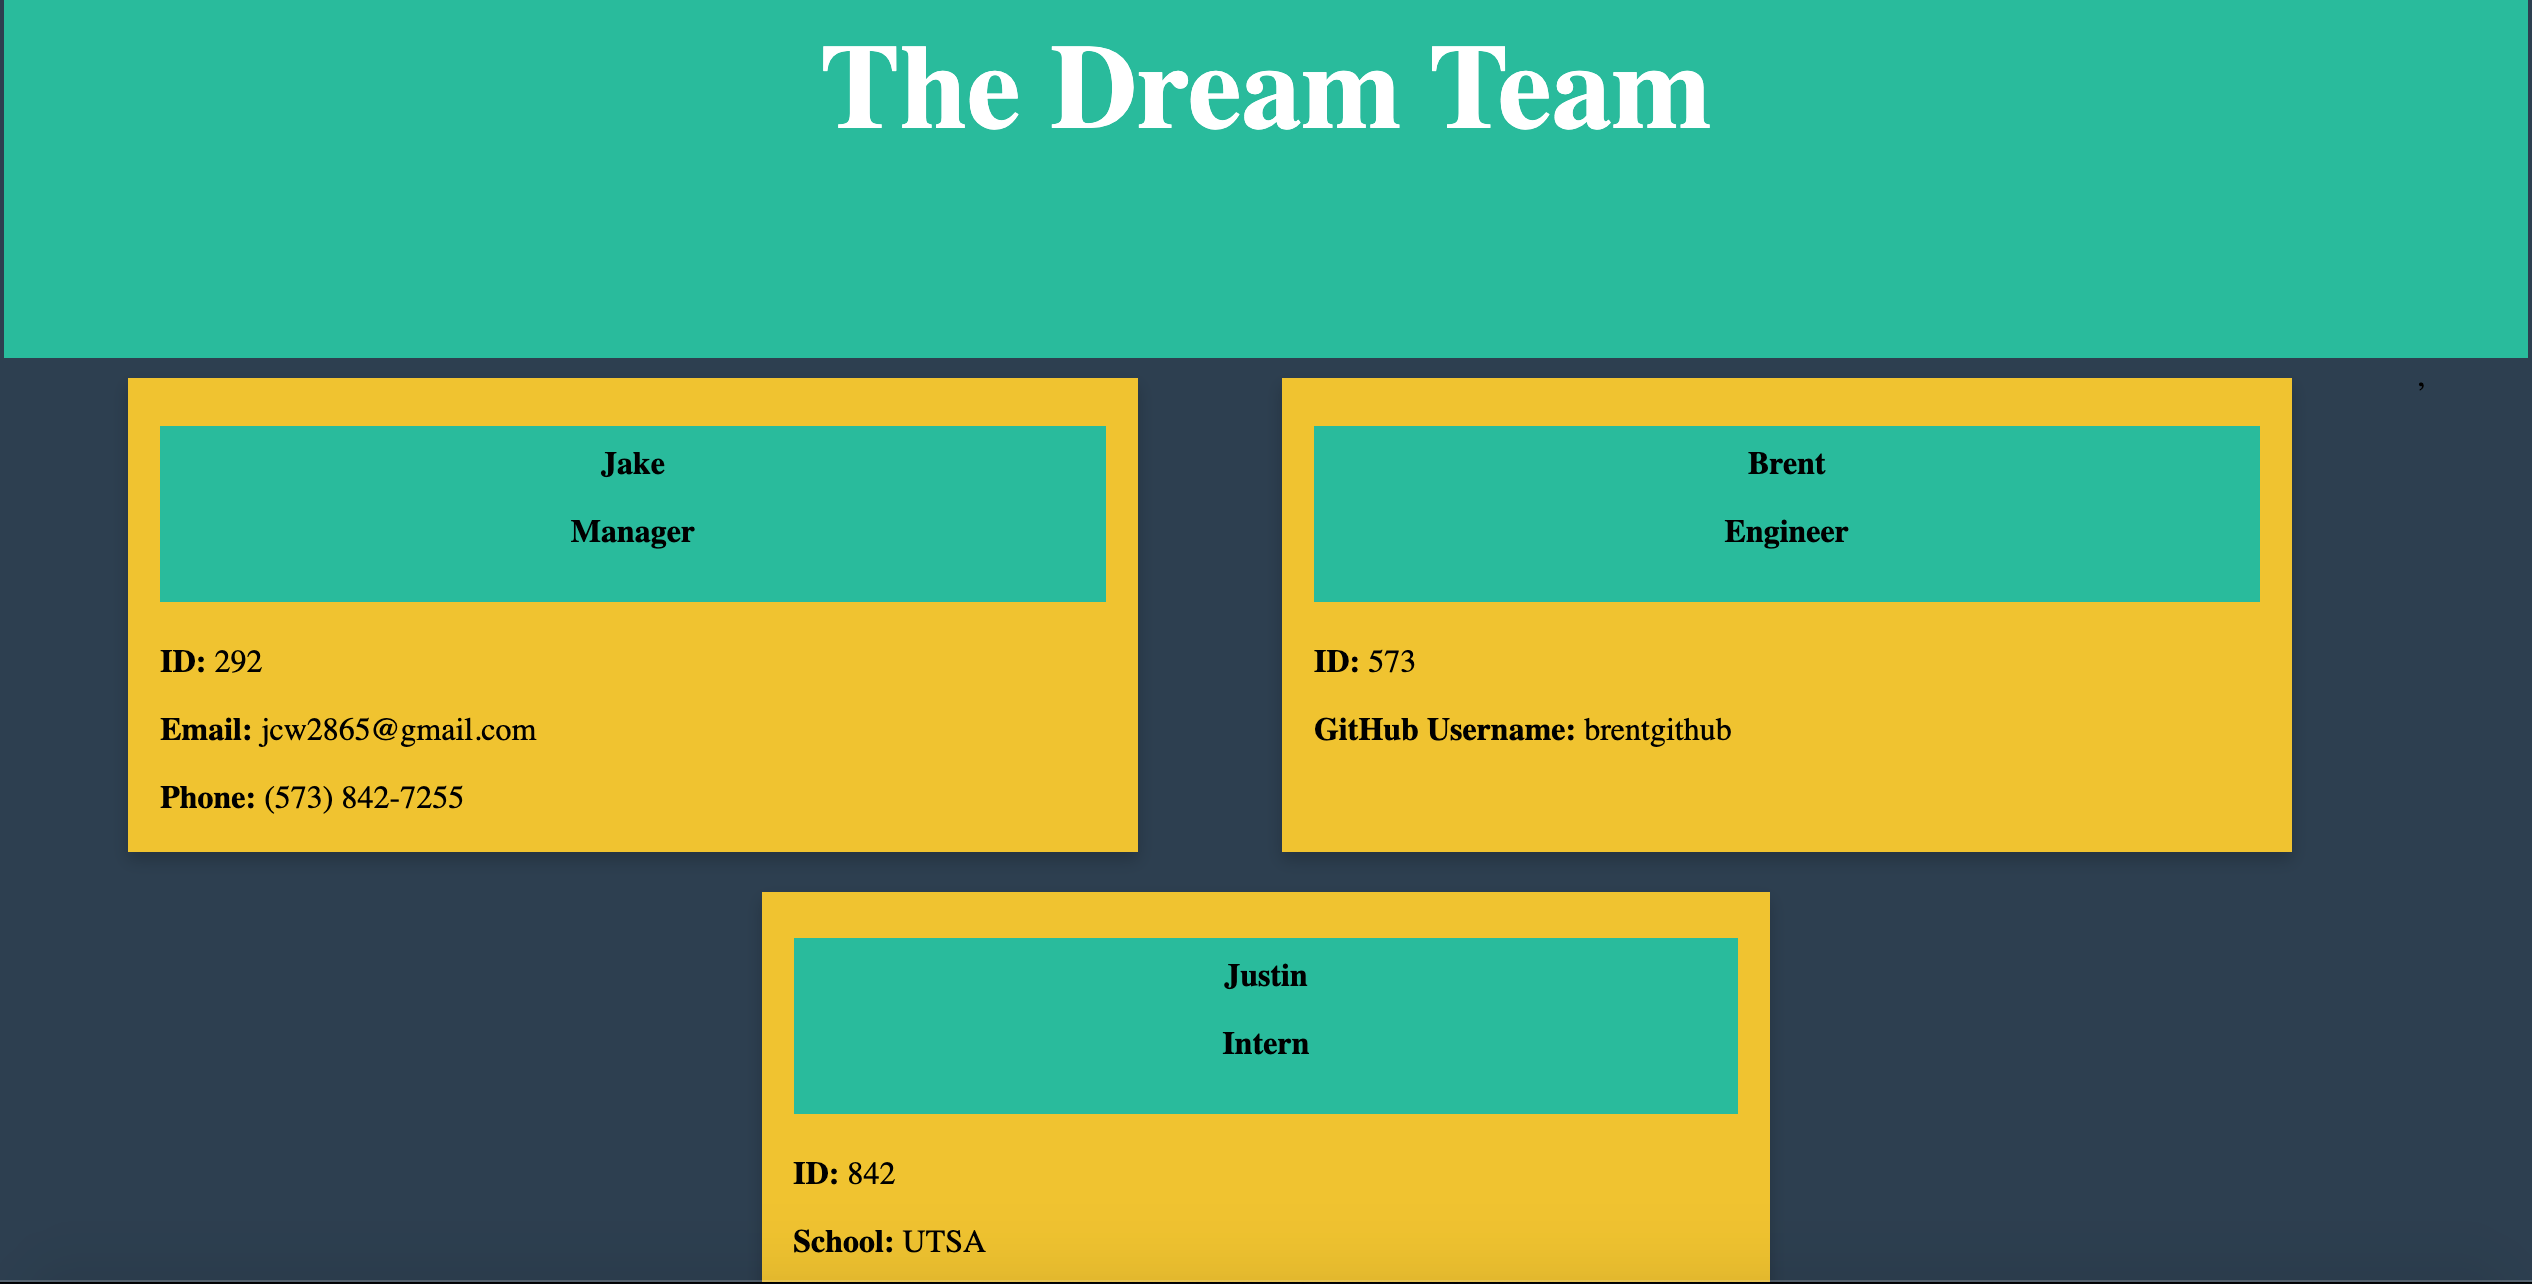 The Dream Team
Jake
Manager
ID: 292
Email: jcw2865@gmail.com
Phone: (573) 842-7255
Brent
Engineer
ID: 573
GitHub Username: brentgithub
,
Justin
Intern
ID: 842
School: UTSA